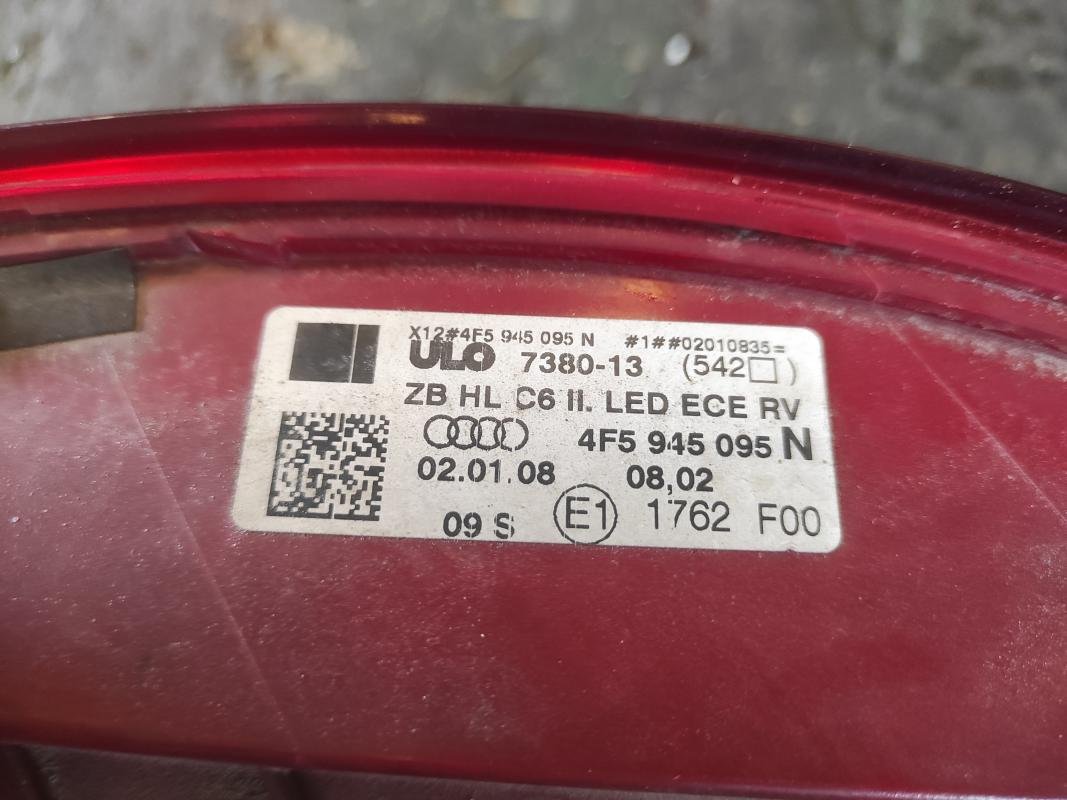 X12#4F5 945 095 N #1##02010835=
ULO 7380-13 (542□)
ZB HL C6 II. LED ECE RV
4F5 945 095 N
02.01.08 08,02
09 S E1 1762 F00